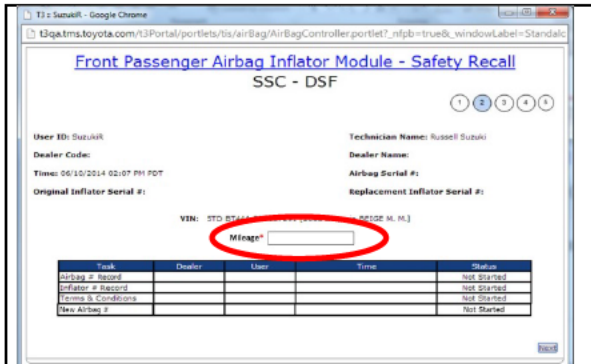 T3 :: SuzukiR - Google Chrome
t3qa.tms.toyota.com/t3Portal/portlets/tis/airBag/AirBagController.portlet?_nfpb=true&_windowLabel=Standalc
Front Passenger Airbag Inflator Module - Safety Recall
SSC - DSF
1 2 3 4 5
User ID: SuzukiR Technician Name: Russell Suzuki
Dealer Code: Dealer Name:
Time: 06/10/2014 02:07 PM PDT Airbag Serial #:
Original Inflator Serial #: Replacement Inflator Serial #:
VIN: BEIGE M. M.]
Mileage*
Task Dealer User Time Status
Airbag # Record Not Started
Inflator # Record Not Started
Terms & Conditions Not Started
New Airbag # Not Started
Next